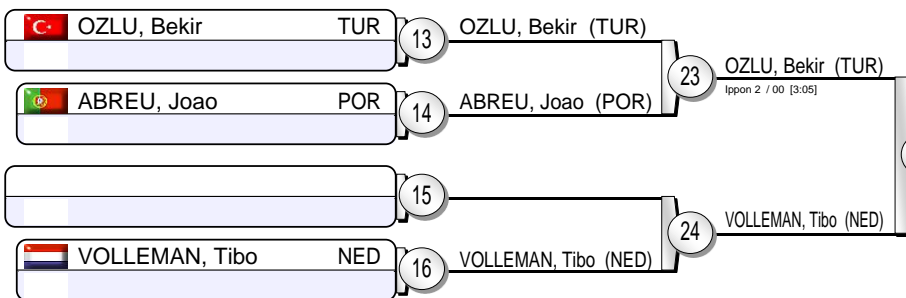 OZLU, Bekir TUR
13
OZLU, Bekir (TUR)
23
OZLU, Bekir (TUR)
Ippon 2 / 00 [3:05]
ABREU, Joao POR
14
ABREU, Joao (POR)
15
24
VOLLEMAN, Tibo (NED)
VOLLEMAN, Tibo NED
16
VOLLEMAN, Tibo (NED)